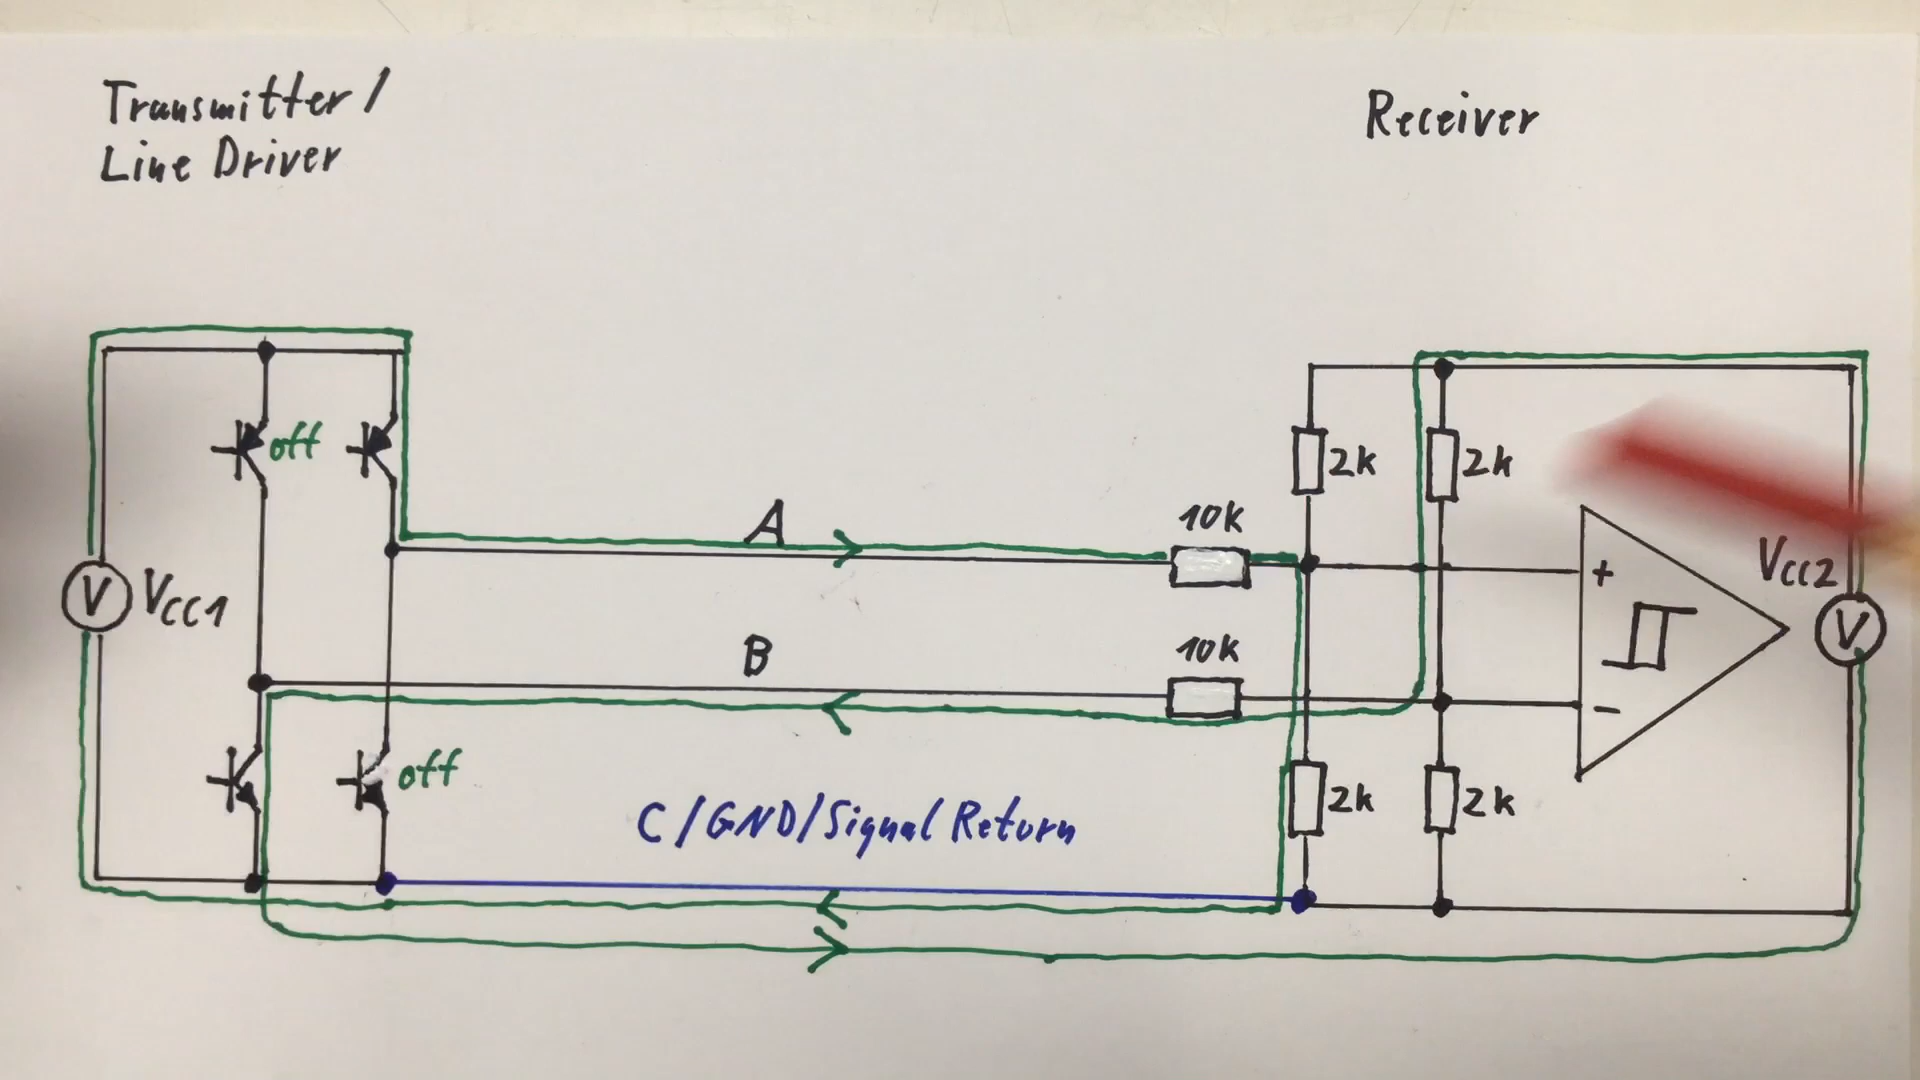 Transmitter /
Line Driver
Receiver
off
2k
2k
A
10k
+
VCC2
V
VCC1
V
B
10k
-
off
2k
2k
C/GND/Signal Return